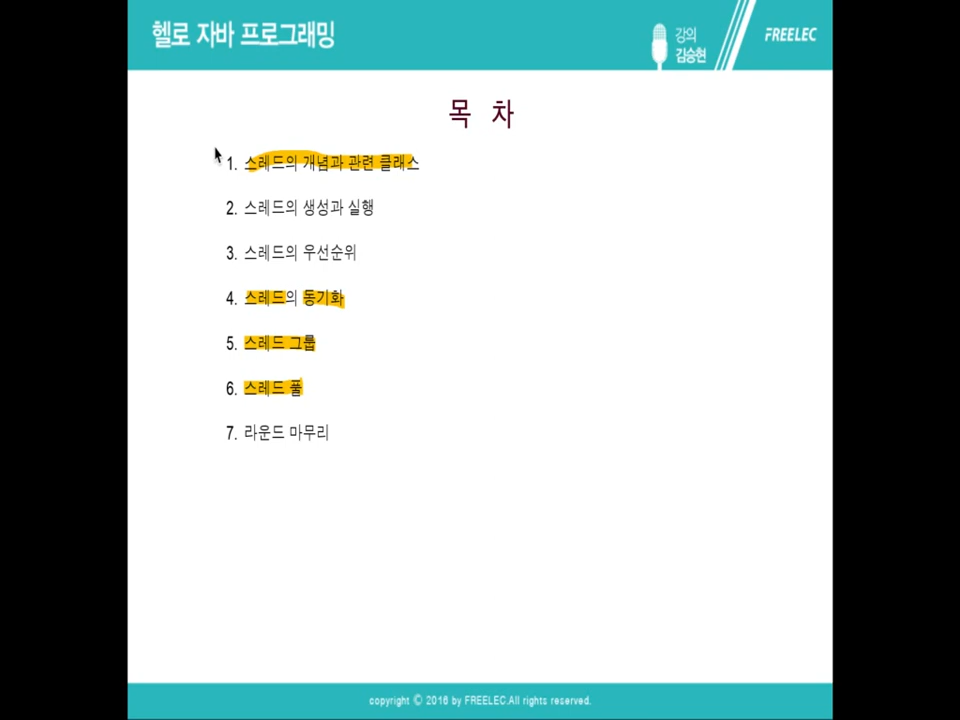 헬로 자바 프로그래밍
강의
김승현
FREELEC
목 차
1. 스레드의 개념과 관련 클래스
2. 스레드의 생성과 실행
3. 스레드의 우선순위
4. 스레드의 동기화
5. 스레드 그룹
6. 스레드 풀
7. 라운드 마무리
copyright ⓒ 2016 by FREELEC.All rights reserved.